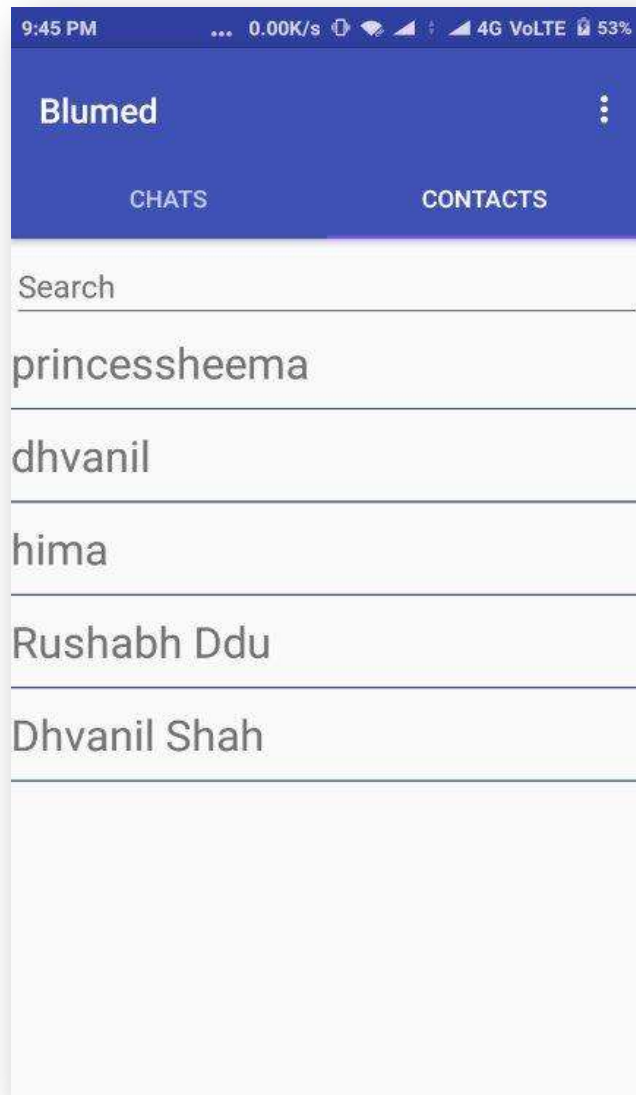 9:45 PM ... 0.00K/s 4G VoLTE 53%
Blumed
CHATS CONTACTS
Search
princessheema
dhvanil
hima
Rushabh Ddu
Dhvanil Shah